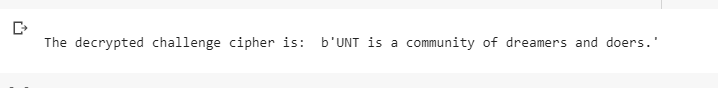 The decrypted challenge cipher is:  b'UNT is a community of dreamers and doers.'